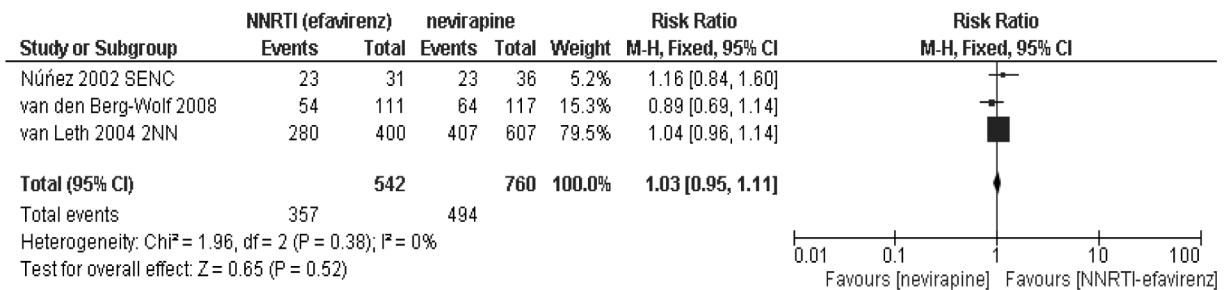 NNRTI (efavirenz) nevirapine Risk Ratio Risk Ratio
Study or Subgroup Events Total Events Total Weight M-H, Fixed, 95% CI M-H, Fixed, 95% CI
Núñez 2002 SENC 23 31 23 36 5.2% 1.16 [0.84, 1.60]
van den Berg-Wolf 2008 54 111 64 117 15.3% 0.89 [0.69, 1.14]
van Leth 2004 2NN 280 400 407 607 79.5% 1.04 [0.96, 1.14]
Total (95% CI) 542 760 100.0% 1.03 [0.95, 1.11]
Total events 357 494
Heterogeneity: Chi² = 1.96, df = 2 (P = 0.38); I² = 0%
Test for overall effect: Z = 0.65 (P = 0.52)
0.01 0.1 1 10 100
Favours [nevirapine] Favours [NNRTI-efavirenz]